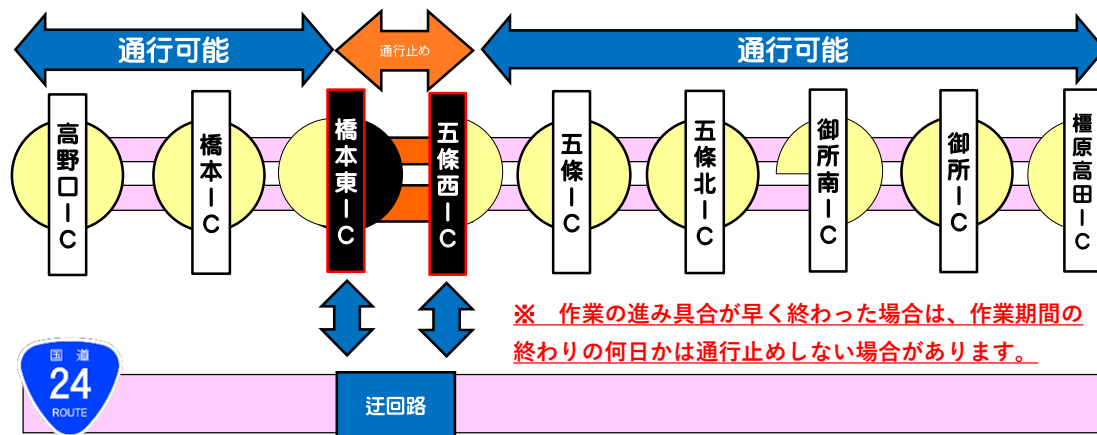 通行可能
通行止め
通行可能
高野口IC
橋本IC
橋本東IC
五條西IC
五條IC
五條北IC
御所南IC
御所IC
橿原高田IC
※　作業の進み具合が早く終わった場合は、作業期間の
終わりの何日かは通行止めしない場合があります。
国道
24
ROUTE
迂回路